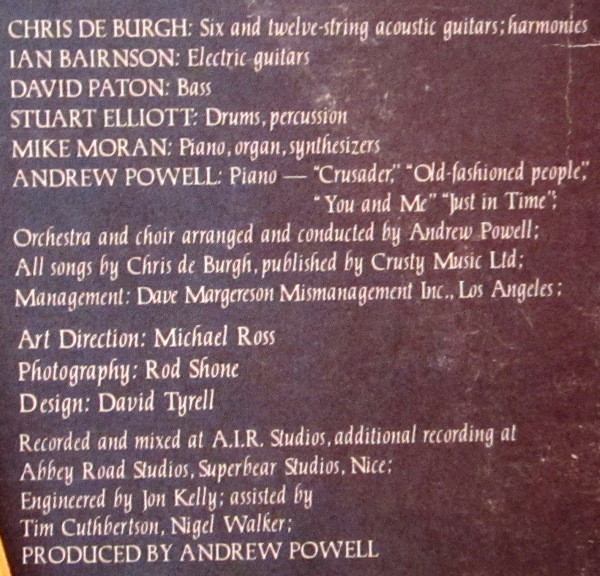 CHRIS DE BURGH: Six and twelve-string acoustic guitars; harmonies
IAN BAIRNSON: Electric guitars
DAVID PATON: Bass
STUART ELLIOTT: Drums, percussion
MIKE MORAN: Piano, organ, synthesizers
ANDREW POWELL: Piano — "Crusader," "Old-fashioned people,"
"You and Me" "Just in Time";
Orchestra and choir arranged and conducted by Andrew Powell;
All songs by Chris de Burgh, published by Crusty Music Ltd;
Management: Dave Margereson Mismanagement Inc., Los Angeles;
Art Direction: Michael Ross
Photography: Rod Shone
Design: David Tyrell
Recorded and mixed at A.I.R. Studios, additional recording at
Abbey Road Studios, Superbear Studios, Nice;
Engineered by Jon Kelly; assisted by
Tim Cuthbertson, Nigel Walker;
PRODUCED BY ANDREW POWELL